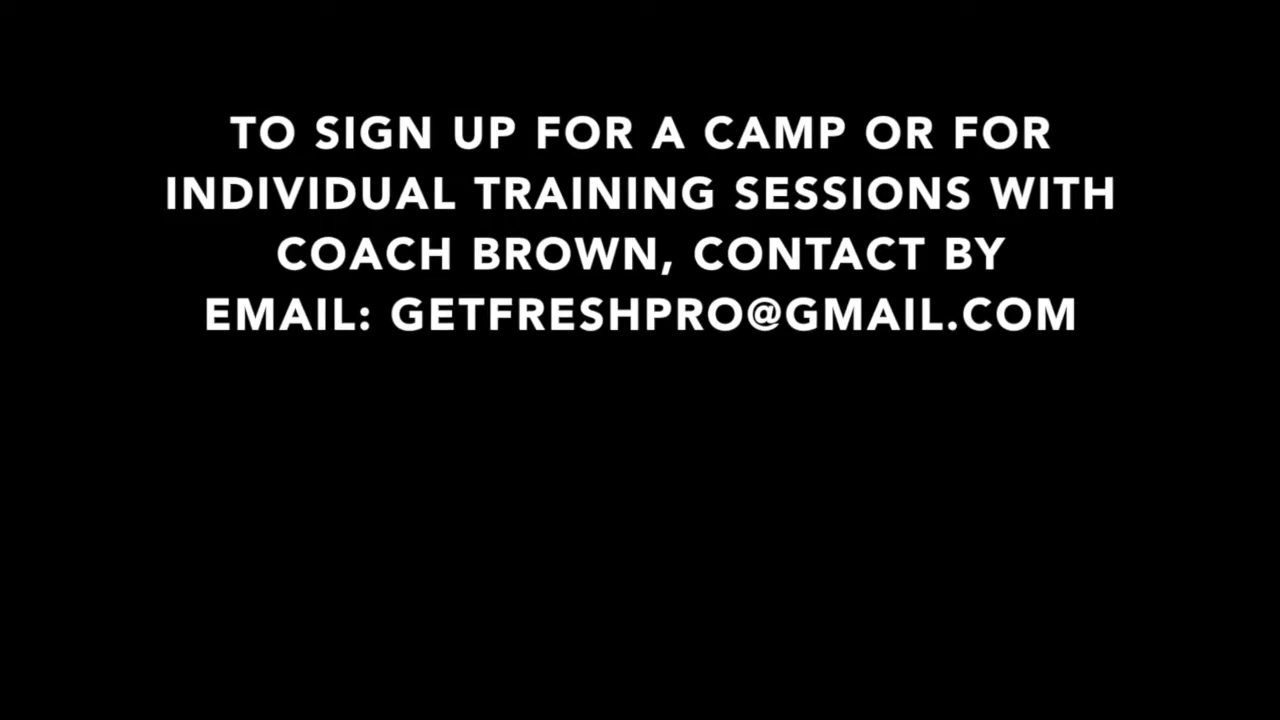 TO SIGN UP FOR A CAMP OR FOR
INDIVIDUAL TRAINING SESSIONS WITH
COACH BROWN, CONTACT BY
EMAIL: GETFRESHPRO@GMAIL.COM